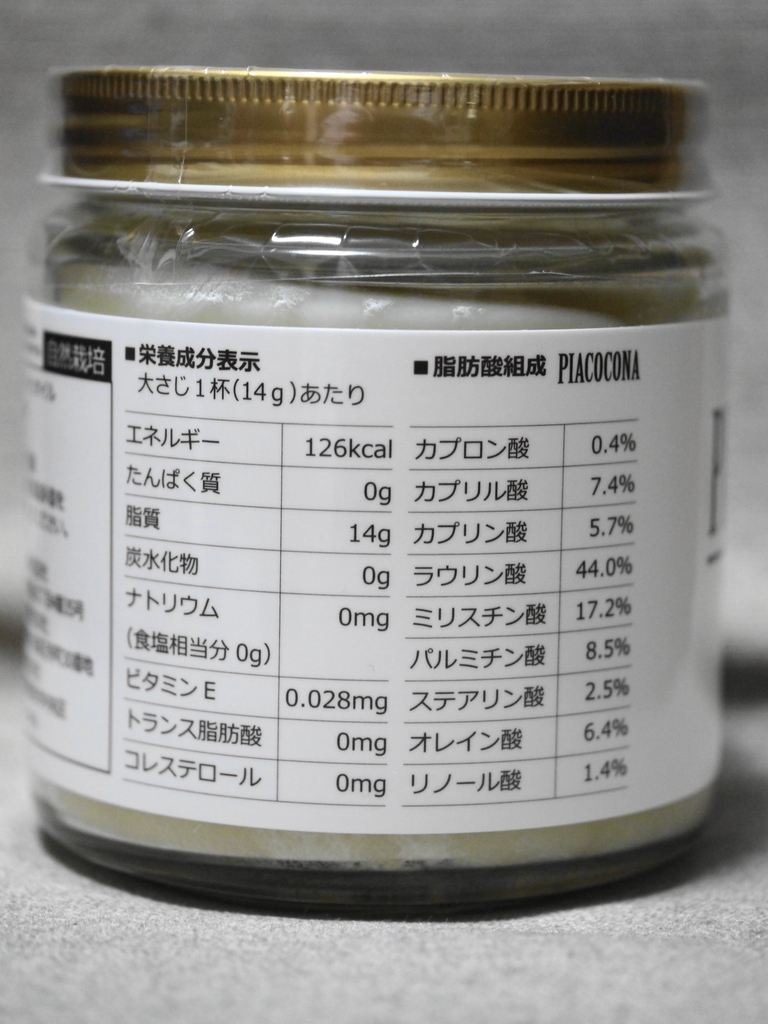 自然栽培
■栄養成分表示
大さじ1杯(14g)あたり
エネルギー 126kcal
たんぱく質 0g
脂質 14g
炭水化物 0g
ナトリウム 0mg
(食塩相当分 0g)
ビタミンE 0.028mg
トランス脂肪酸 0mg
コレステロール 0mg
■脂肪酸組成 PIACOCONA
カプロン酸 0.4%
カプリル酸 7.4%
カプリン酸 5.7%
ラウリン酸 44.0%
ミリスチン酸 17.2%
パルミチン酸 8.5%
ステアリン酸 2.5%
オレイン酸 6.4%
リノール酸 1.4%